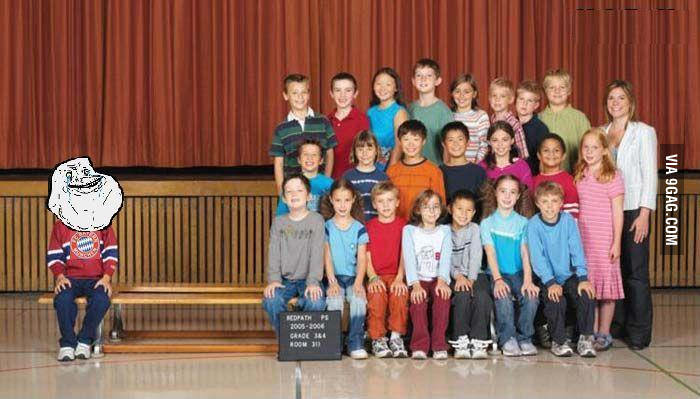 REDPATH PS
2005-2006
GRADE 3&4
ROOM 311
VIA 9GAG.COM